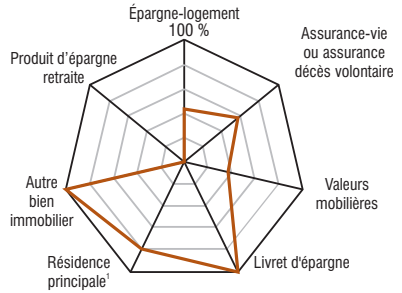 Épargne-logement
100 %
Assurance-vie
ou assurance
décès volontaire
Produit d’épargne
retraite
Valeurs
mobilières
Autre
bien
immobilier
Livret d'épargne
Résidence
principale¹